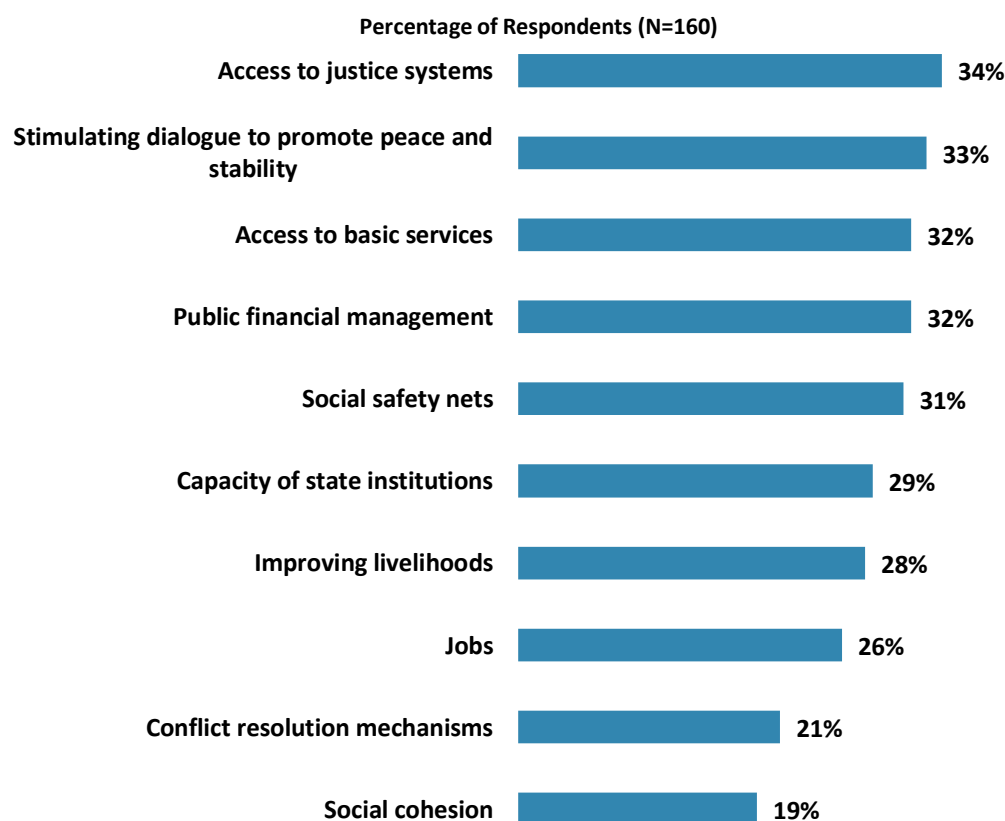 Percentage of Respondents (N=160)
Access to justice systems 34%
Stimulating dialogue to promote peace and
stability 33%
Access to basic services 32%
Public financial management 32%
Social safety nets 31%
Capacity of state institutions 29%
Improving livelihoods 28%
Jobs 26%
Conflict resolution mechanisms 21%
Social cohesion 19%